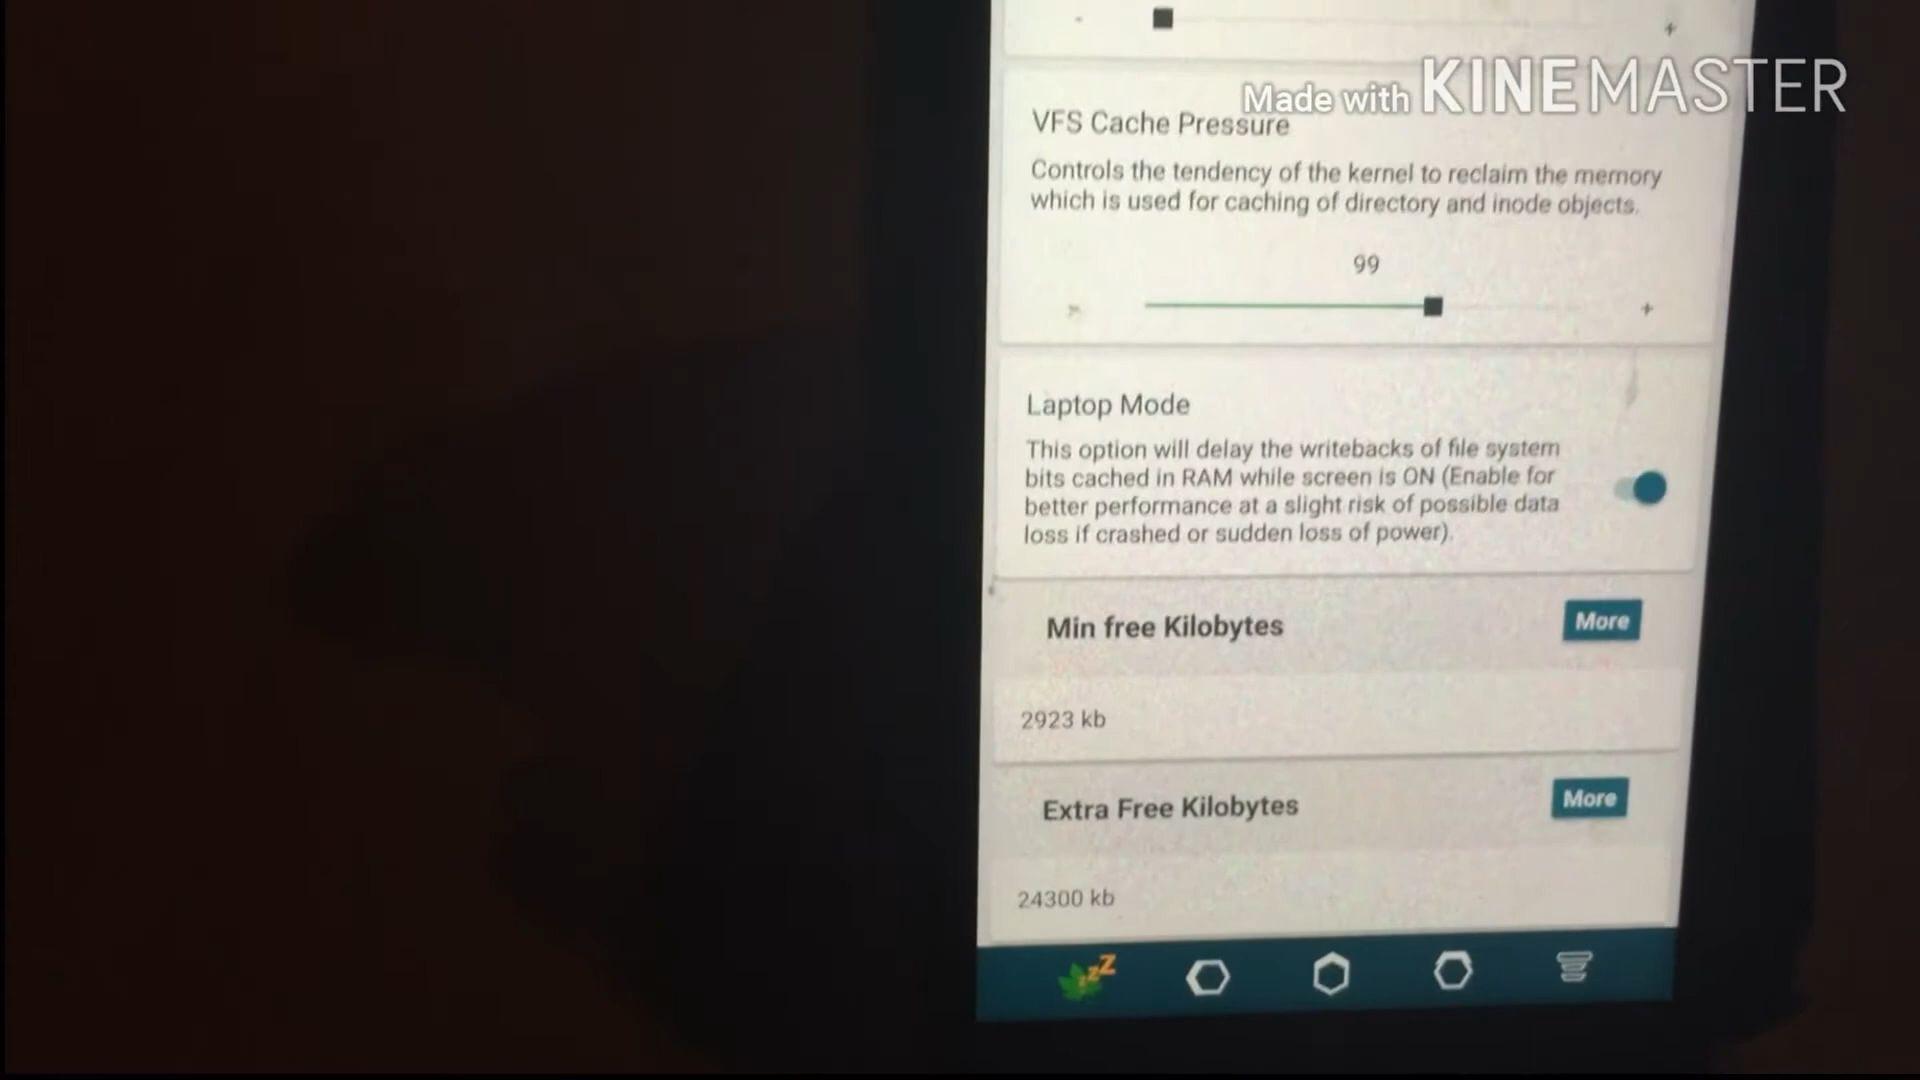 -
+
Made with KINEMASTER
VFS Cache Pressure
Controls the tendency of the kernel to reclaim the memory
which is used for caching of directory and inode objects.
99
+
Laptop Mode
This option will delay the writebacks of file system
bits cached in RAM while screen is ON (Enable for
better performance at a slight risk of possible data
loss if crashed or sudden loss of power).
Min free Kilobytes
More
2923 kb
Extra Free Kilobytes
More
24300 kb
zzZ